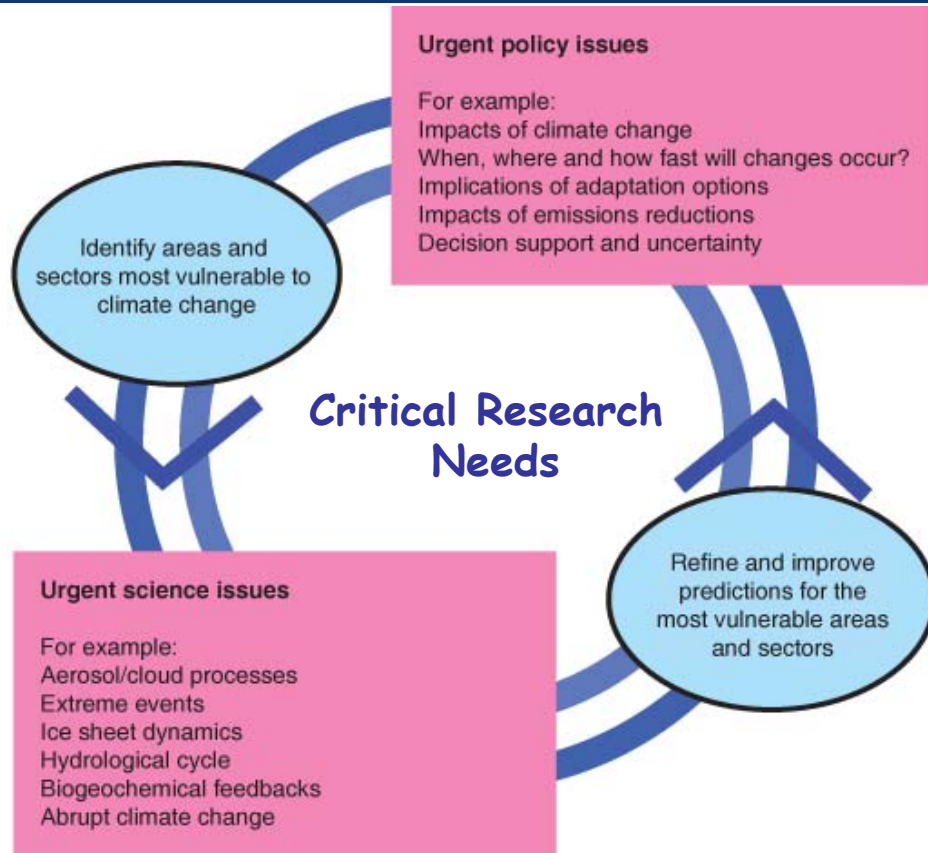 Urgent policy issues
For example:
Impacts of climate change
When, where and how fast will changes occur?
Implications of adaptation options
Impacts of emissions reductions
Decision support and uncertainty
Identify areas and
sectors most vulnerable to
climate change
Critical Research
Needs
Refine and improve
predictions for the
most vulnerable areas
and sectors
Urgent science issues
For example:
Aerosol/cloud processes
Extreme events
Ice sheet dynamics
Hydrological cycle
Biogeochemical feedbacks
Abrupt climate change